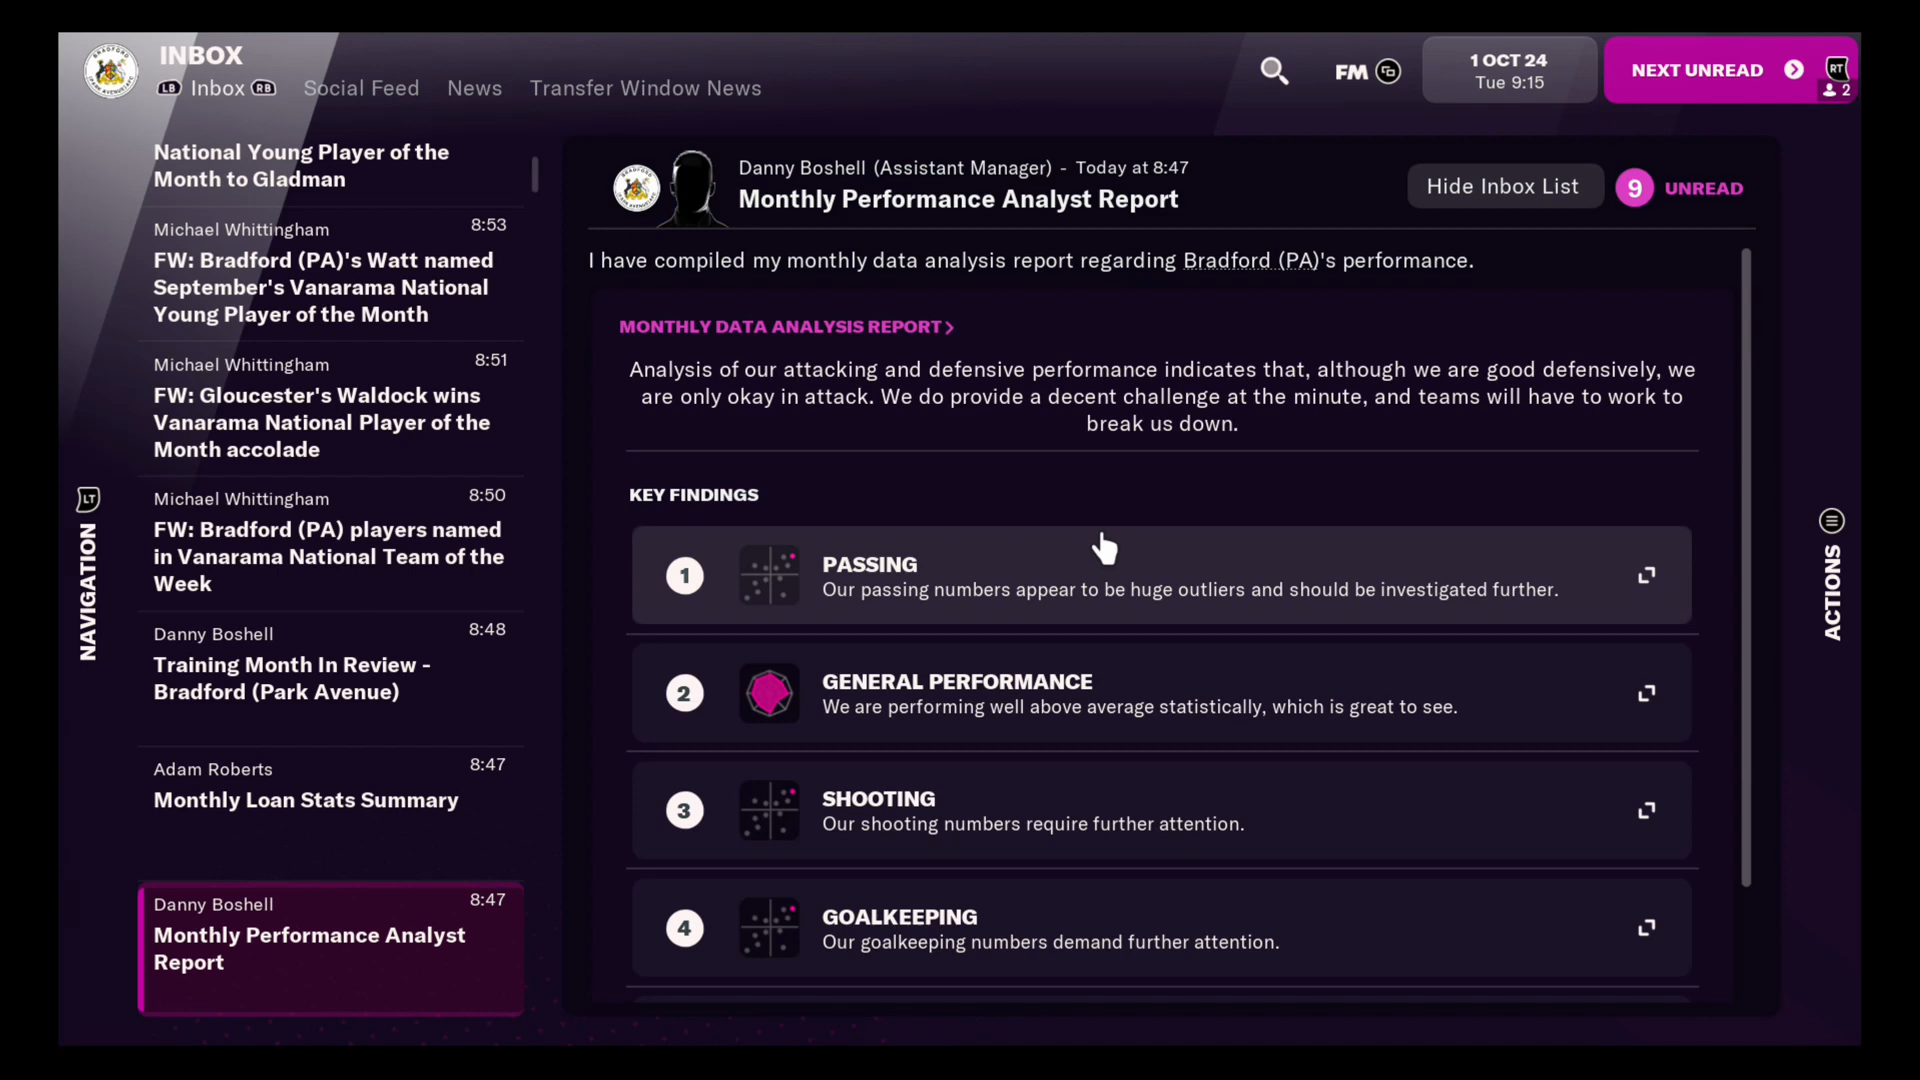 INBOX
LB Inbox RB Social Feed News Transfer Window News
FM
1 OCT 24
Tue 9:15
NEXT UNREAD
RT
2
National Young Player of the
Month to Gladman
Michael Whittingham 8:53
FW: Bradford (PA)'s Watt named
September's Vanarama National
Young Player of the Month
Michael Whittingham 8:51
FW: Gloucester's Waldock wins
Vanarama National Player of the
Month accolade
Michael Whittingham 8:50
FW: Bradford (PA) players named
in Vanarama National Team of the
Week
Danny Boshell 8:48
Training Month In Review -
Bradford (Park Avenue)
Adam Roberts 8:47
Monthly Loan Stats Summary
Danny Boshell 8:47
Monthly Performance Analyst
Report
LT
NAVIGATION
Danny Boshell (Assistant Manager) - Today at 8:47
Monthly Performance Analyst Report
Hide Inbox List
9 UNREAD
I have compiled my monthly data analysis report regarding Bradford (PA)'s performance.
MONTHLY DATA ANALYSIS REPORT
Analysis of our attacking and defensive performance indicates that, although we are good defensively, we
are only okay in attack. We do provide a decent challenge at the minute, and teams will have to work to
break us down.
KEY FINDINGS
1
PASSING
Our passing numbers appear to be huge outliers and should be investigated further.
2
GENERAL PERFORMANCE
We are performing well above average statistically, which is great to see.
3
SHOOTING
Our shooting numbers require further attention.
4
GOALKEEPING
Our goalkeeping numbers demand further attention.
ACTIONS